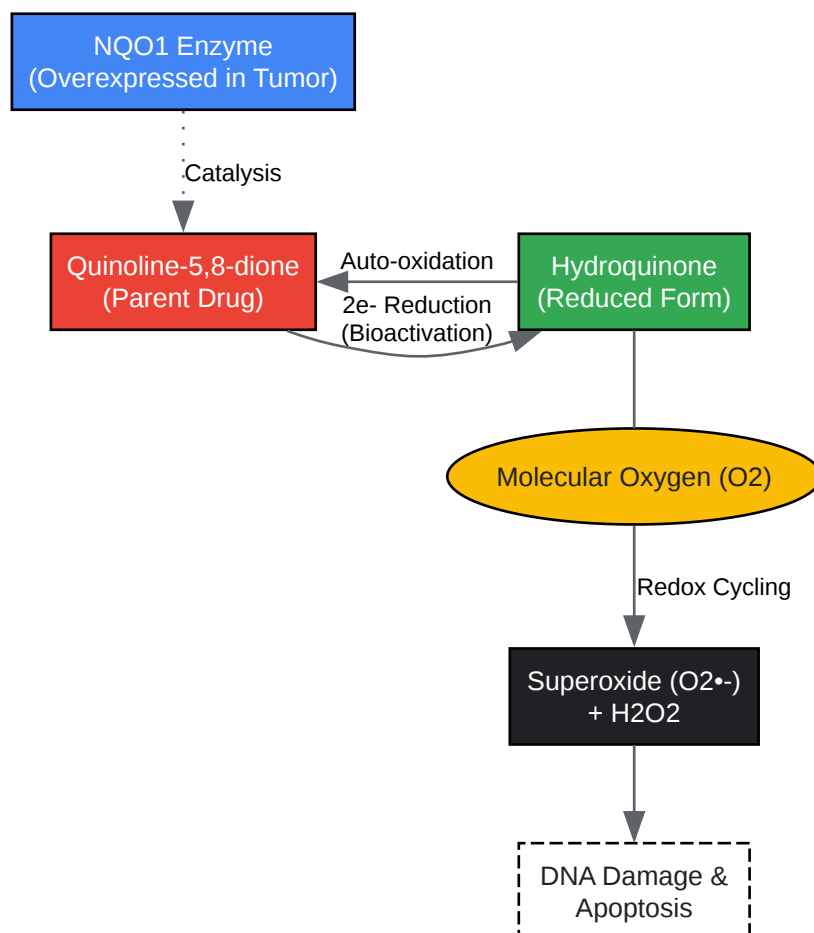 NQO1 Enzyme
(Overexpressed in Tumor)
Catalysis
Quinoline-5,8-dione
(Parent Drug)
Auto-oxidation
2e- Reduction
(Bioactivation)
Hydroquinone
(Reduced Form)
Molecular Oxygen (O2)
Redox Cycling
Superoxide (O2•-)
+ H2O2
DNA Damage &
Apoptosis